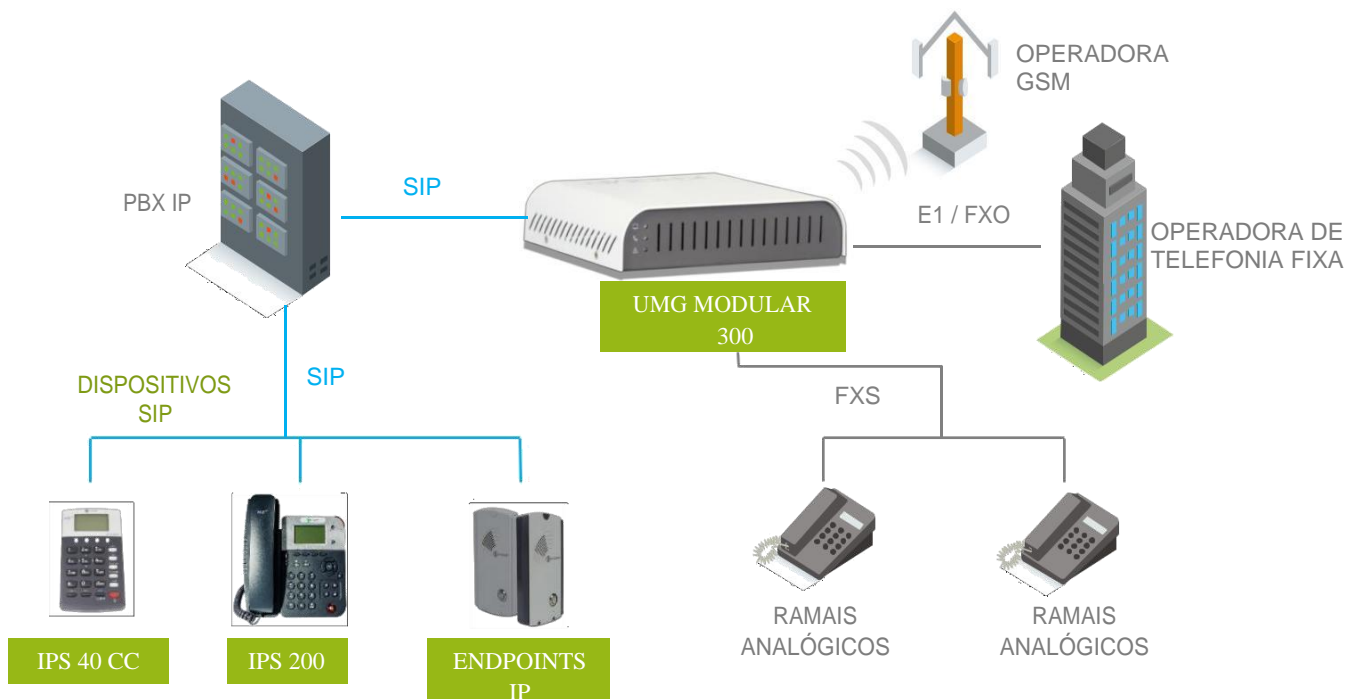 OPERADORA
GSM
SIP
PBX IP
E1 / FXO
OPERADORA DE
TELEFONIA FIXA
UMG MODULAR
300
SIP
DISPOSITIVOS
SIP
FXS
RAMAIS
ANALÓGICOS
RAMAIS
ANALÓGICOS
IPS 40 CC
IPS 200
ENDPOINTS
IP